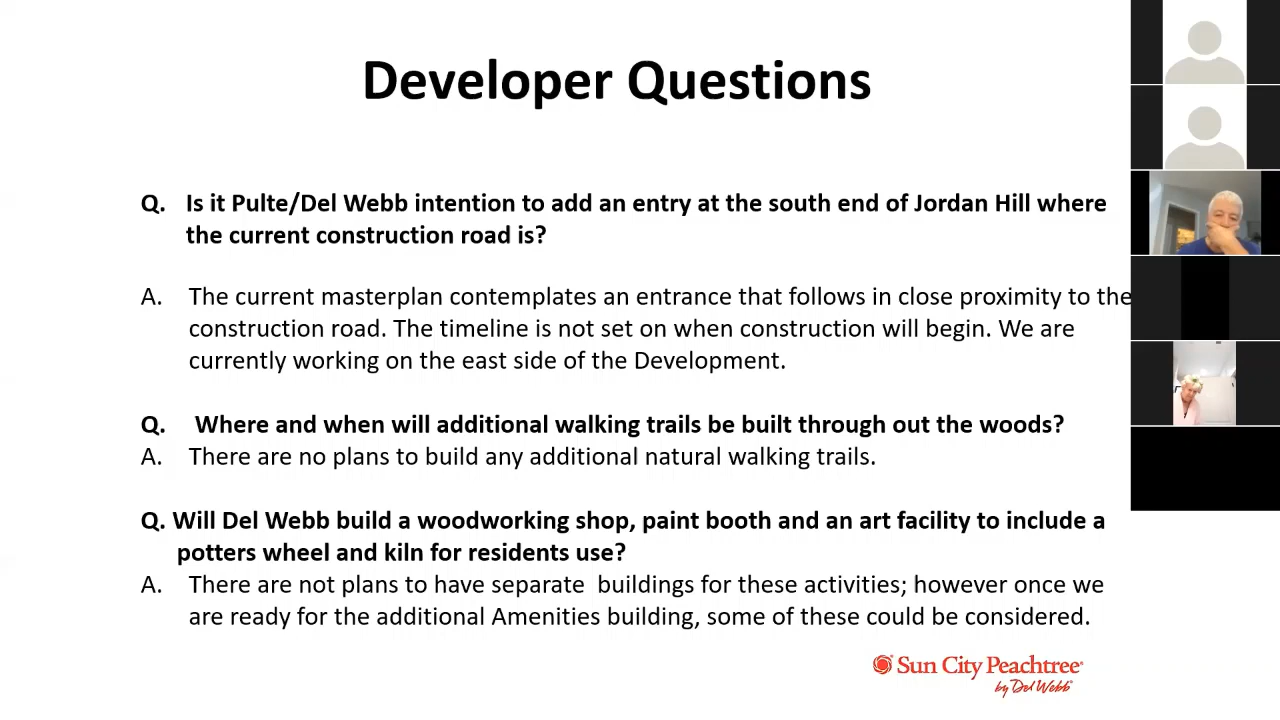 Developer Questions
Q. Is it Pulte/Del Webb intention to add an entry at the south end of Jordan Hill where
the current construction road is?
A. The current masterplan contemplates an entrance that follows in close proximity to the
construction road. The timeline is not set on when construction will begin. We are
currently working on the east side of the Development.
Q. Where and when will additional walking trails be built through out the woods?
A. There are no plans to build any additional natural walking trails.
Q. Will Del Webb build a woodworking shop, paint booth and an art facility to include a
potters wheel and kiln for residents use?
A. There are not plans to have separate buildings for these activities; however once we
are ready for the additional Amenities building, some of these could be considered.
Sun City Peachtree
by Del Webb